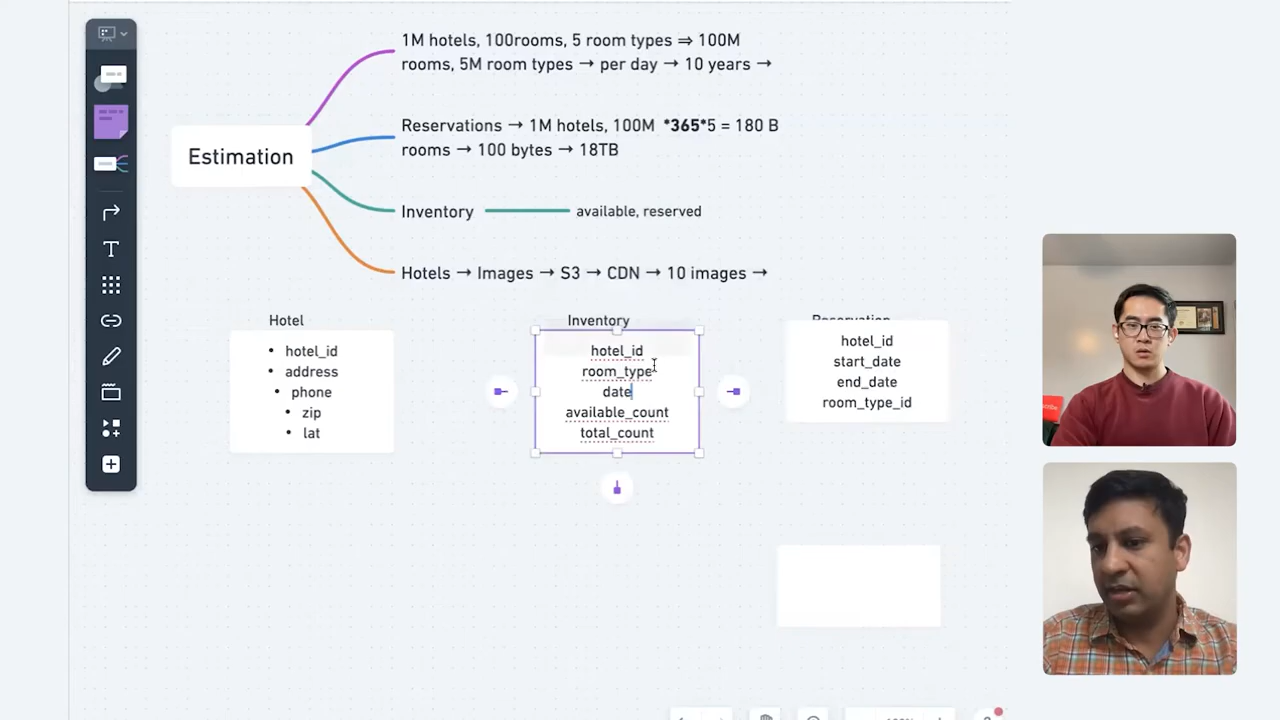 1M hotels, 100rooms, 5 room types ⇒ 100M
rooms, 5M room types → per day → 10 years →
Reservations → 1M hotels, 100M *365*5 = 180 B
rooms → 100 bytes → 18TB
Estimation
Inventory
available, reserved
Hotels → Images → S3 → CDN → 10 images →
Hotel
• hotel_id
• address
• phone
• zip
• lat
Inventory
hotel_id
room_type
date
available_count
total_count
Reservation
hotel_id
start_date
end_date
room_type_id
T